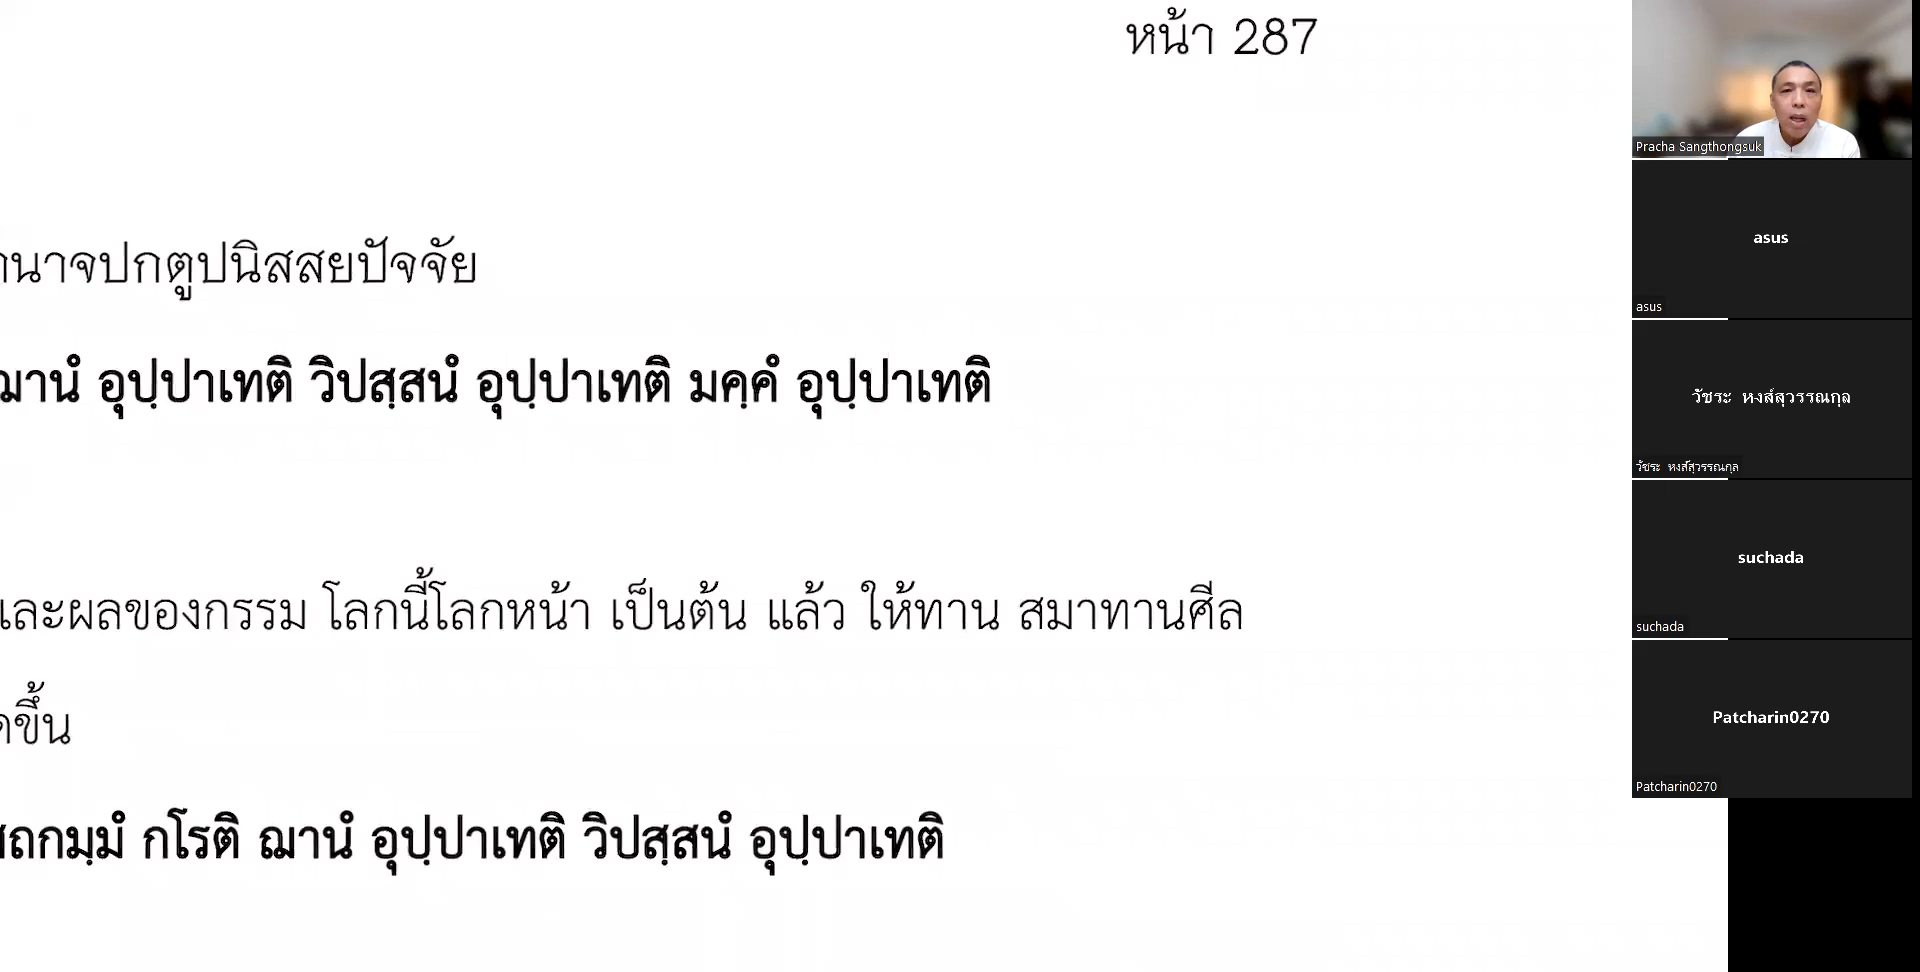 หน้า 287
นาจปกตูปนิสสยปัจจัย
ฌานํ อุปฺปาเทติ วิปสฺสนํ อุปฺปาเทติ มคฺคํ อุปฺปาเทติ
และผลของกรรม โลกนี้โลกหน้า เป็นต้น แล้ว ให้ทาน สมาทานศีล
ดขึ้น
สถกมฺมํ กโรติ ฌานํ อุปฺปาเทติ วิปสฺสนํ อุปฺปาเทติ
Pracha Sangthongsuk
asus
asus
วัชระ หงส์สุวรรณกุล
วัชระ หงส์สุวรรณกุล
suchada
suchada
Patcharin0270
Patcharin0270